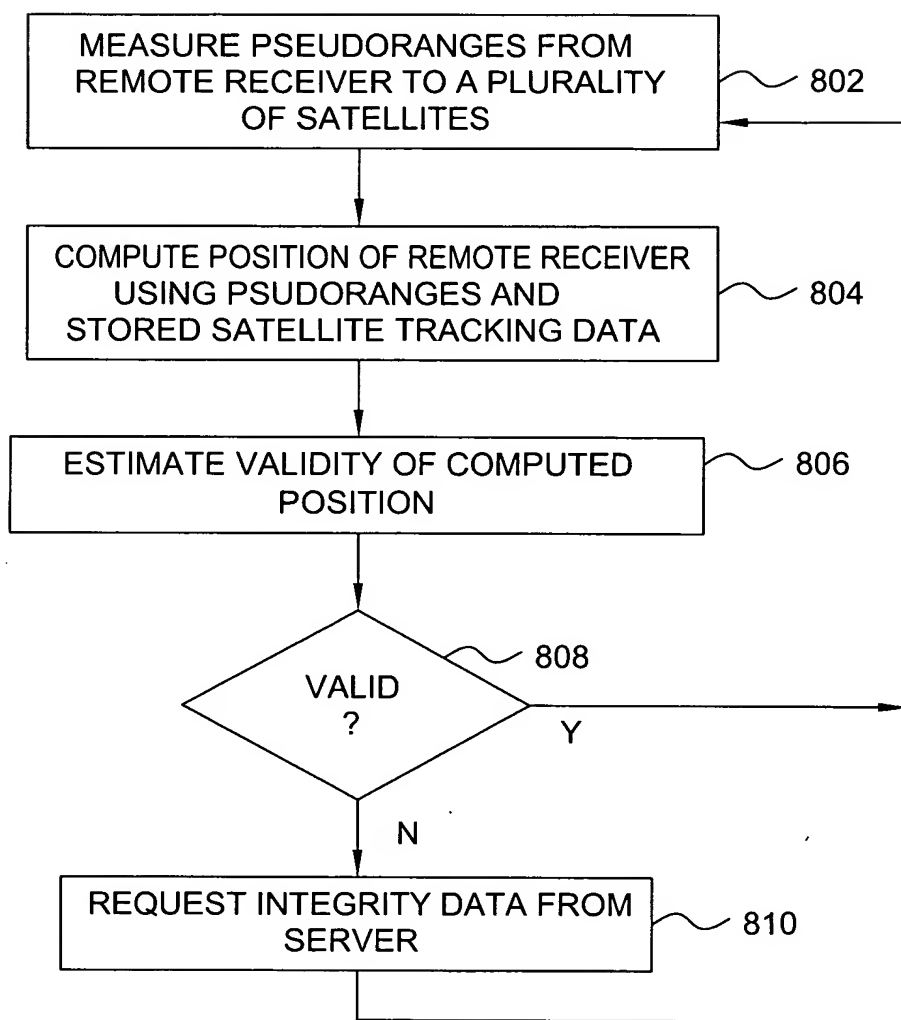 MEASURE PSEUDORANGES FROM
REMOTE RECEIVER TO A PLURALITY
OF SATELLITES
802
COMPUTE POSITION OF REMOTE RECEIVER
USING PSUDORANGES AND
STORED SATELLITE TRACKING DATA
804
ESTIMATE VALIDITY OF COMPUTED
POSITION
806
808
VALID
?
Y
N
REQUEST INTEGRITY DATA FROM
SERVER
810